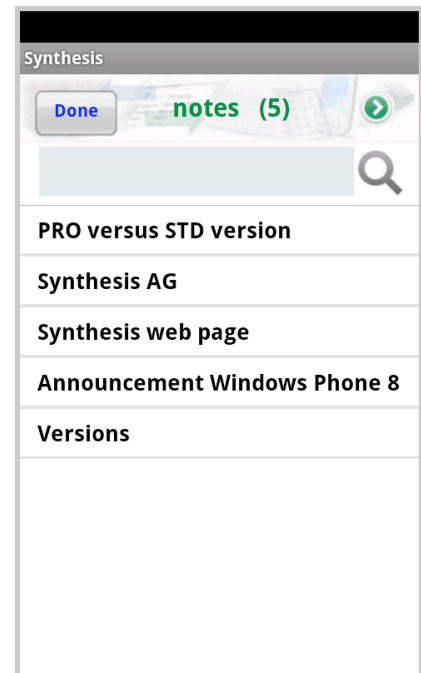 Synthesis
Done
notes (5)
PRO versus STD version
Synthesis AG
Synthesis web page
Announcement Windows Phone 8
Versions